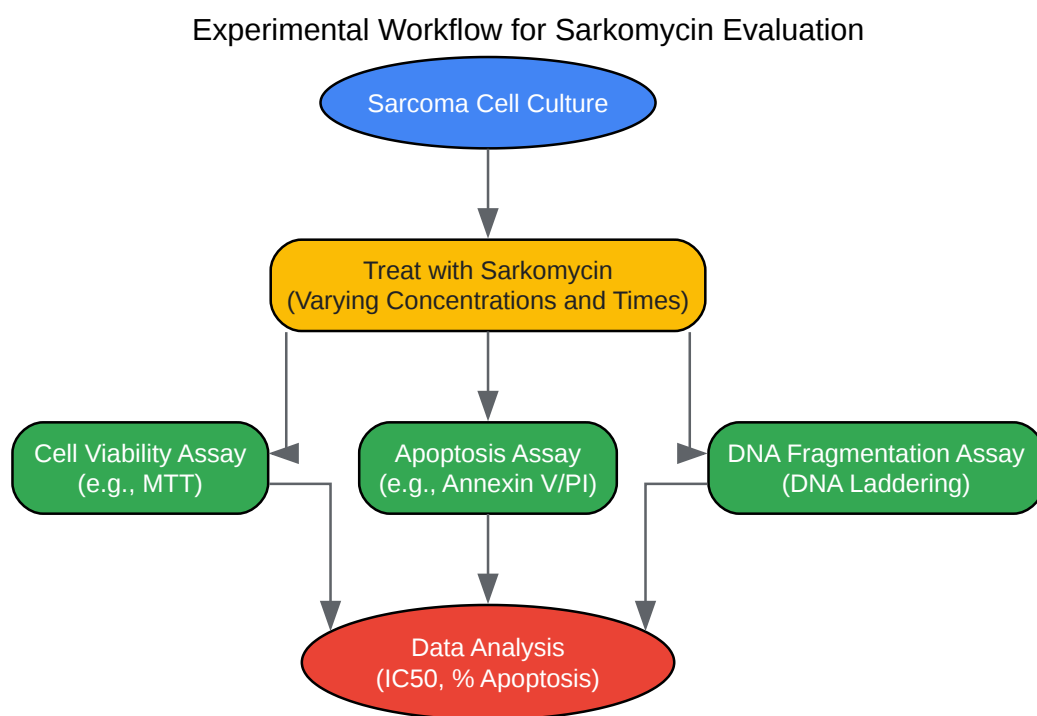 Experimental Workflow for Sarkomycin Evaluation
Sarcoma Cell Culture
Treat with Sarkomycin
(Varying Concentrations and Times)
Cell Viability Assay
(e.g., MTT)
Apoptosis Assay
(e.g., Annexin V/PI)
DNA Fragmentation Assay
(DNA Laddering)
Data Analysis
(IC50, % Apoptosis)